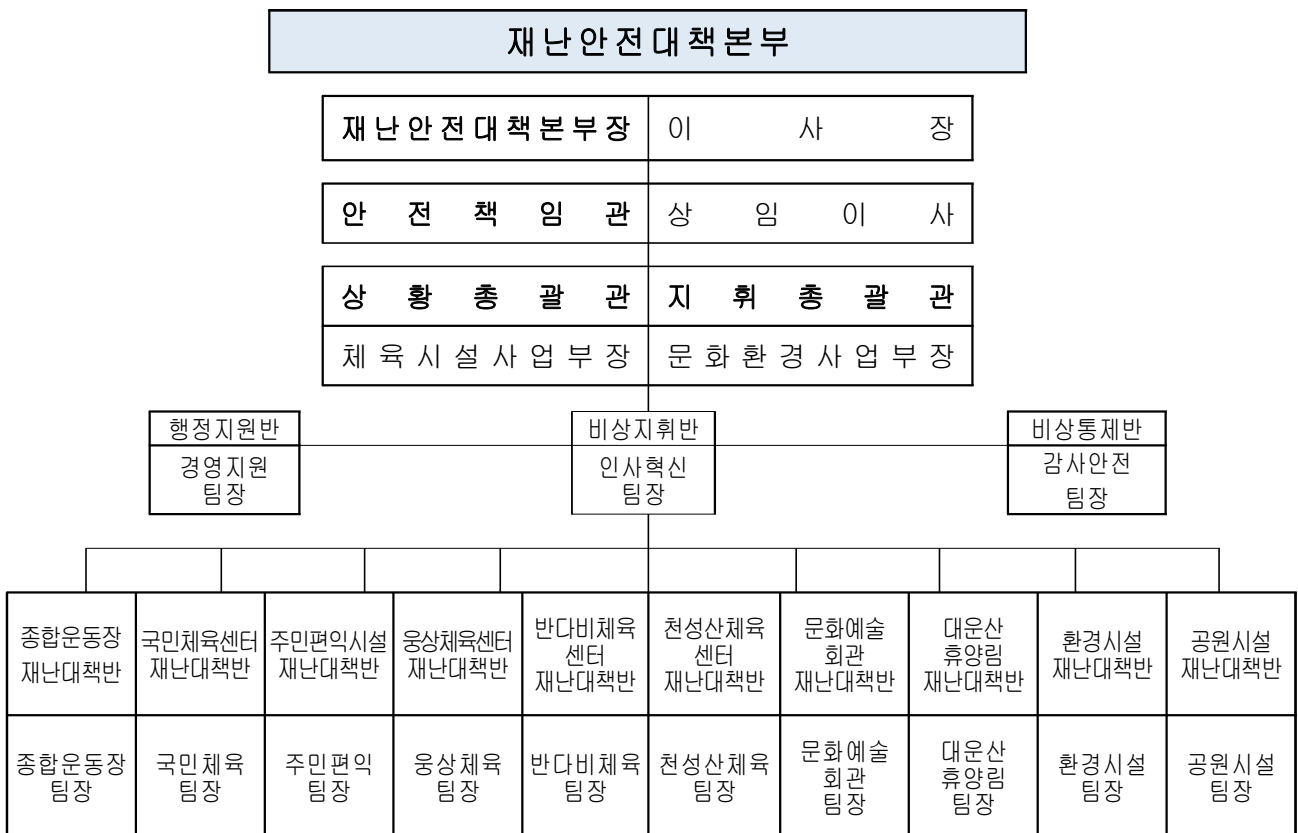 재난안전대책본부
재난안전대책본부장 이 사 장
안 전 책 임 관 상 임 이 사
상 황 총 괄 관 지 휘 총 괄 관
체육시설사업부장 문화환경사업부장
행정지원반
경영지원
팀장
비상지휘반
인사혁신
팀장
비상통제반
감사안전
팀장
종합운동장
재난대책반
국민체육센터
재난대책반
주민편익시설
재난대책반
웅상체육센터
재난대책반
반다비체육
센터
재난대책반
천성산체육
센터
재난대책반
문화예술
회관
재난대책반
대운산
휴양림
재난대책반
환경시설
재난대책반
공원시설
재난대책반
종합운동장
팀장
국민체육
팀장
주민편익
팀장
웅상체육
팀장
반다비체육
팀장
천성산체육
팀장
문화예술
회관
팀장
대운산
휴양림
팀장
환경시설
팀장
공원시설
팀장